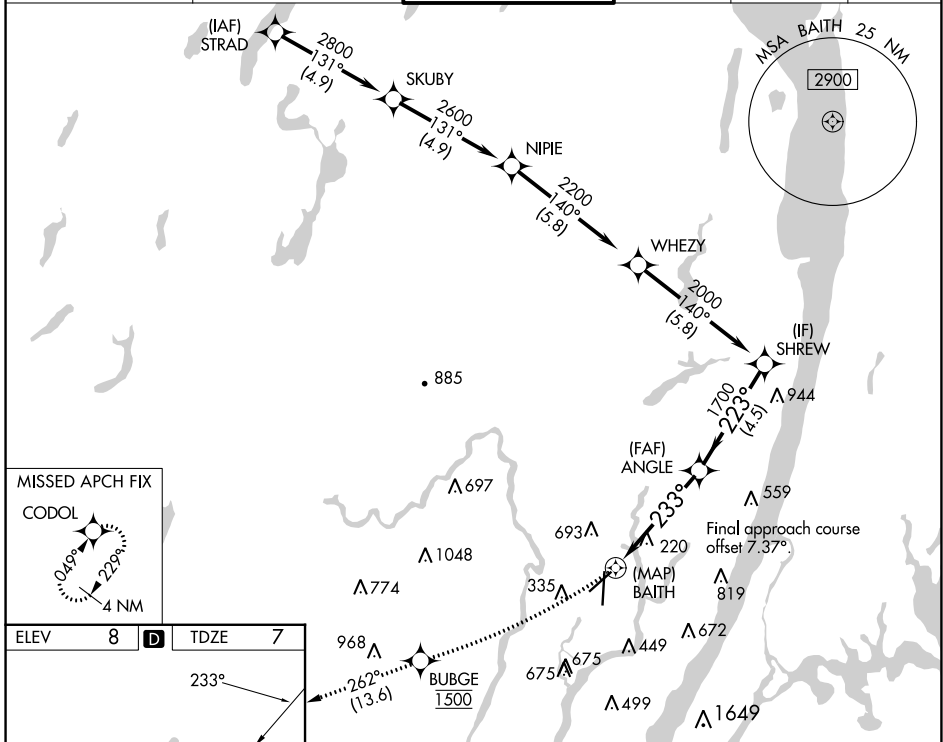 (IAF)
STRAD
2800
131°
(4.9)
SKUBY
2600
131°
(4.9)
NIPIE
2200
140°
(5.8)
WHEZY
2000
140°
(5.8)
(IF)
SHREW
MSA BAITH 25 NM
2900
885
944
1700
223°
(4.5)
(FAF)
ANGLE
233°
697
693
559
220
Final approach course
offset 7.37°.
MISSED APCH FIX
CODOL
049°
229°
4 NM
1048
774
335
(MAP)
BAITH
819
672
449
968
675
675
BUBGE
1500
262°
(13.6)
499
1649
ELEV 8 D TDZE 7
233°